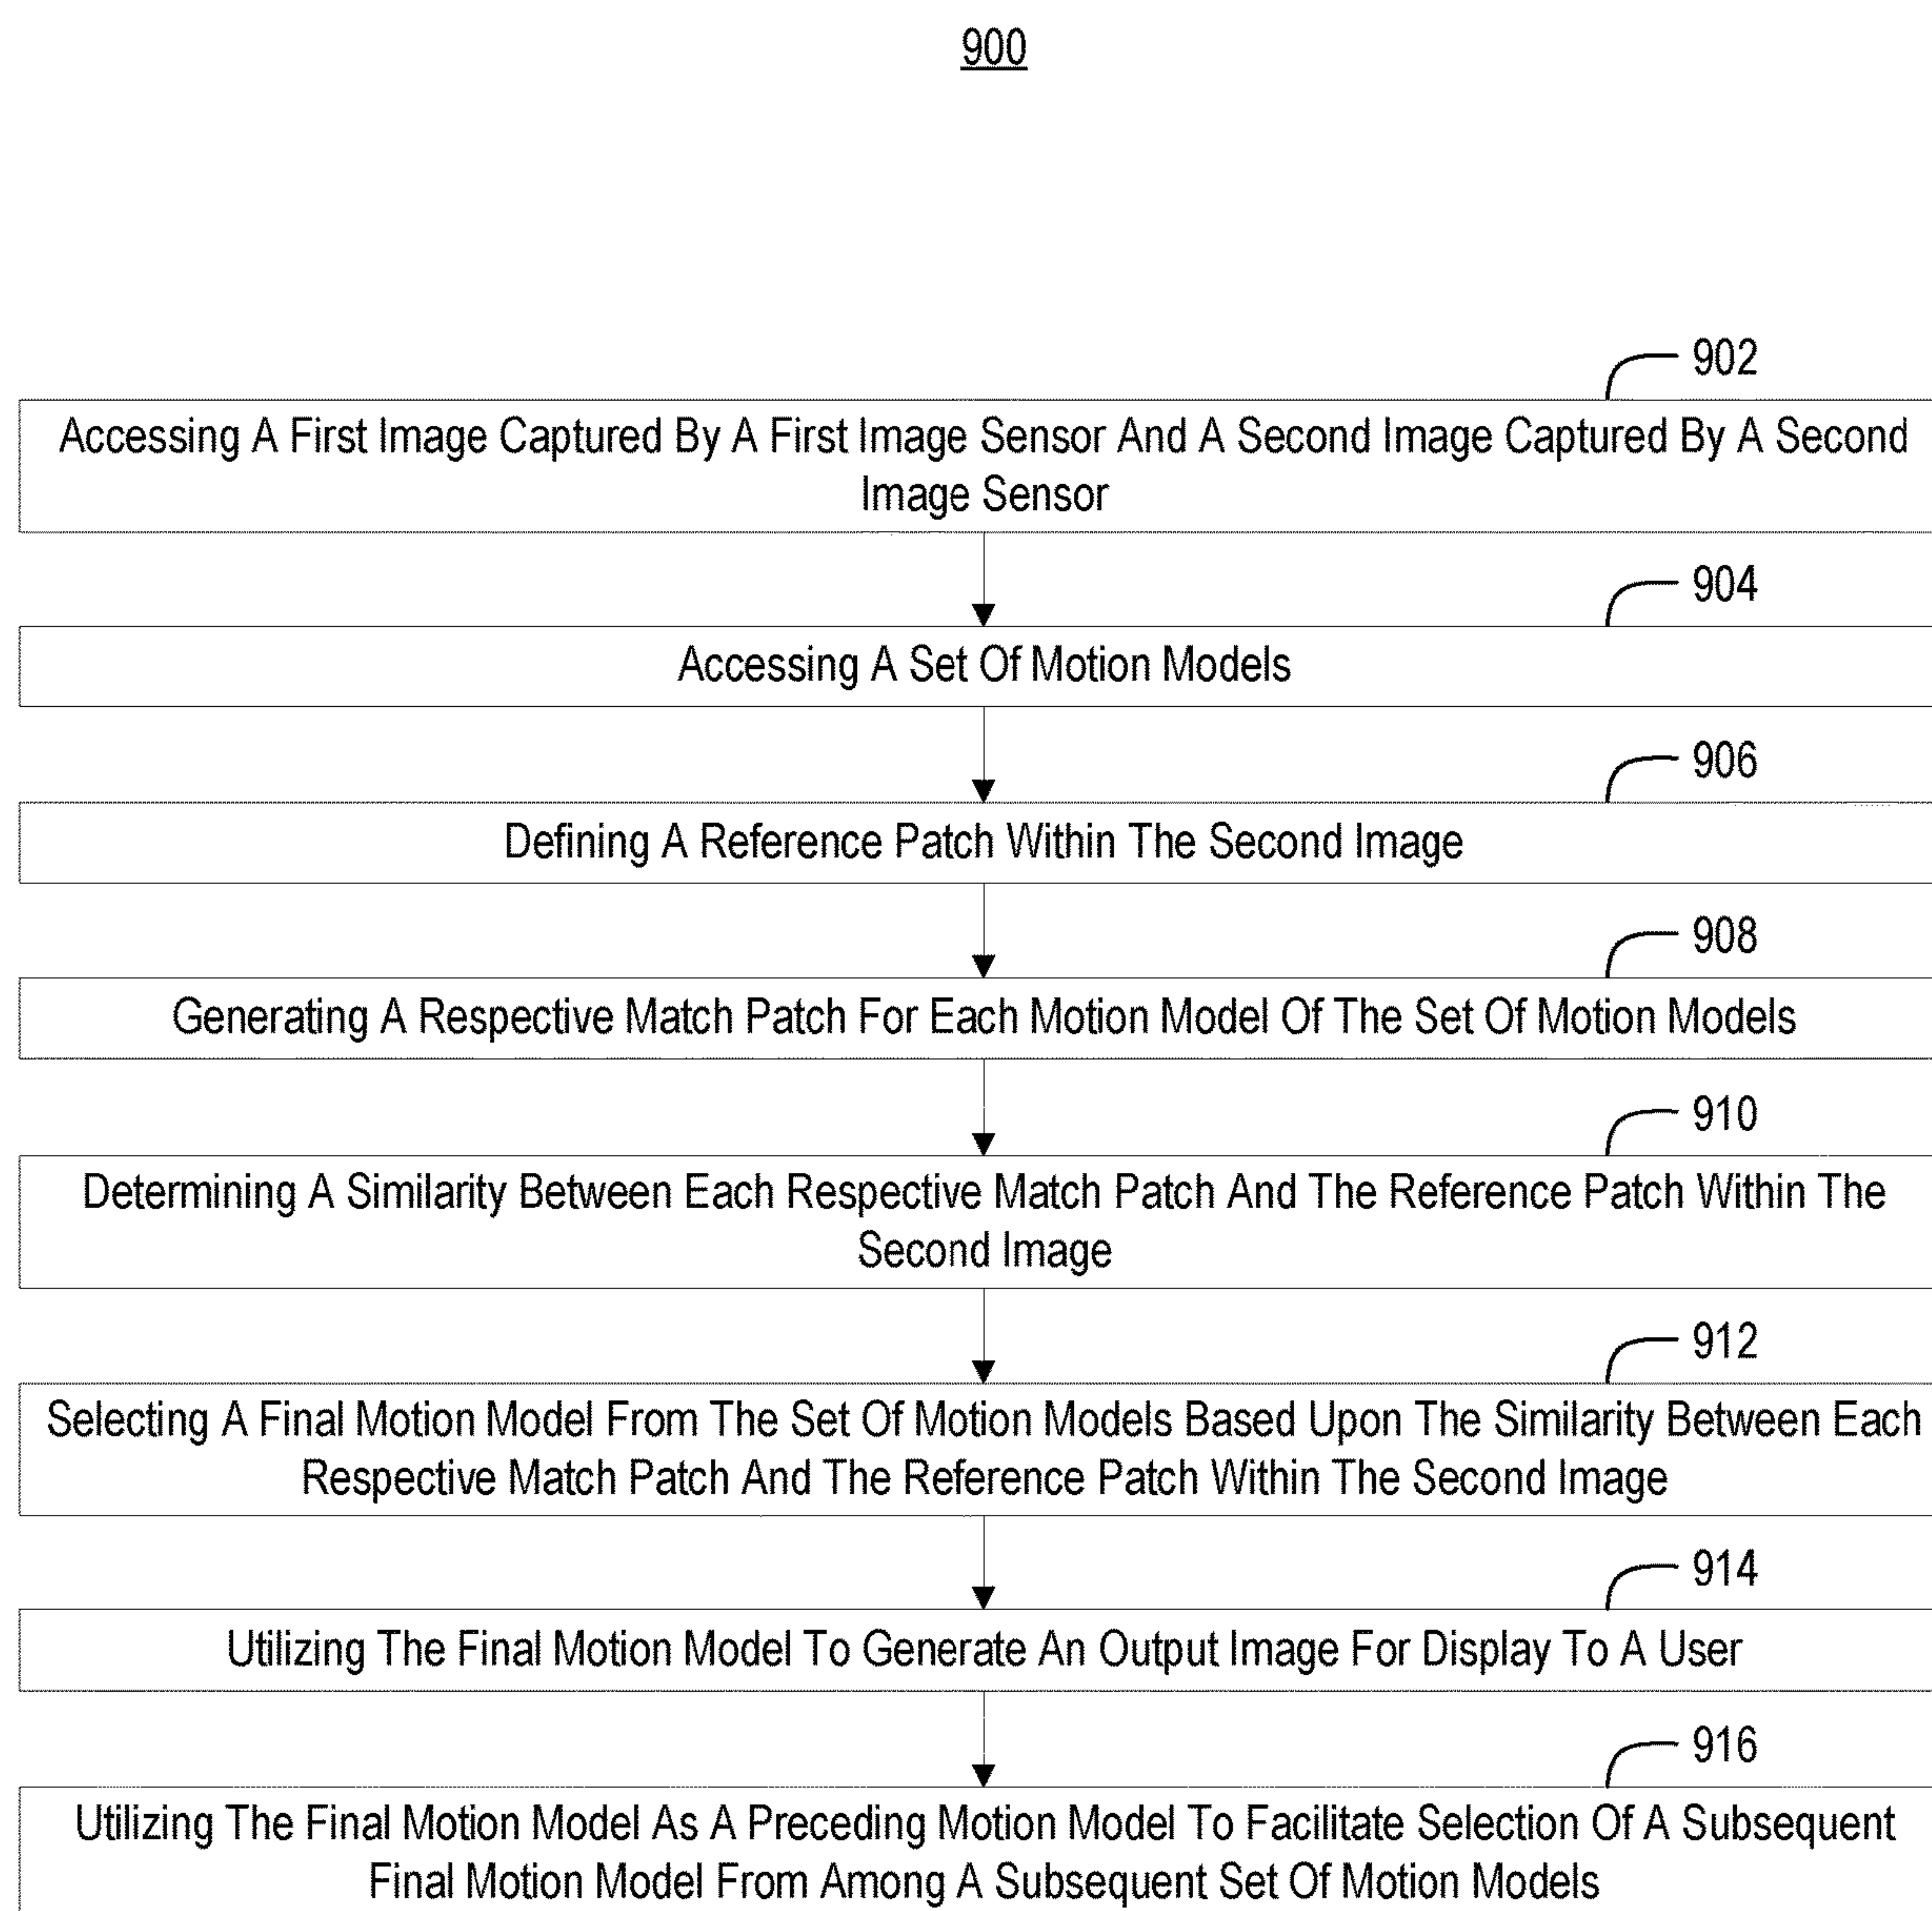 900
902
Accessing A First Image Captured By A First Image Sensor And A Second Image Captured By A Second
Image Sensor
904
Accessing A Set Of Motion Models
906
Defining A Reference Patch Within The Second Image
908
Generating A Respective Match Patch For Each Motion Model Of The Set Of Motion Models
910
Determining A Similarity Between Each Respective Match Patch And The Reference Patch Within The
Second Image
912
Selecting A Final Motion Model From The Set Of Motion Models Based Upon The Similarity Between Each
Respective Match Patch And The Reference Patch Within The Second Image
914
Utilizing The Final Motion Model To Generate An Output Image For Display To A User
916
Utilizing The Final Motion Model As A Preceding Motion Model To Facilitate Selection Of A Subsequent
Final Motion Model From Among A Subsequent Set Of Motion Models